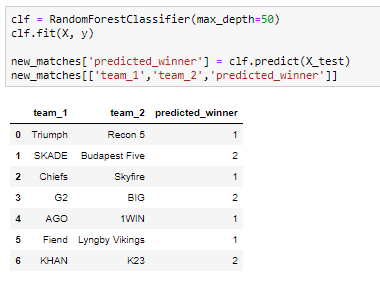 clf = RandomForestClassifier(max_depth=50)
clf.fit(X, y)
new_matches['predicted_winner'] = clf.predict(X_test)
new_matches[['team_1','team_2','predicted_winner']]
team_1 team_2 predicted_winner
0 Triumph Recon 5 1
1 SKADE Budapest Five 2
2 Chiefs Skyfire 1
3 G2 BIG 2
4 AGO 1WIN 1
5 Fiend Lyngby Vikings 1
6 KHAN K23 2